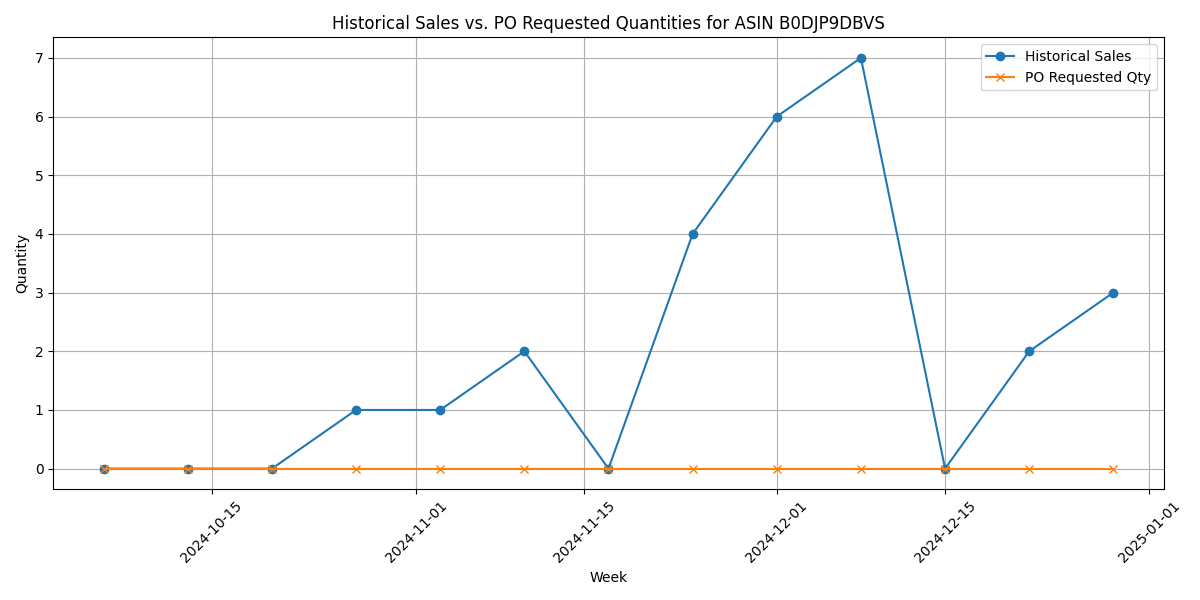 Historical Sales vs. PO Requested Quantities for ASIN B0DJP9DBVS
Historical Sales
PO Requested Qty
Quantity
7
6
5
4
3
2
1
0
2024-10-15
2024-11-01
2024-11-15
2024-12-01
2024-12-15
2025-01-01
Week